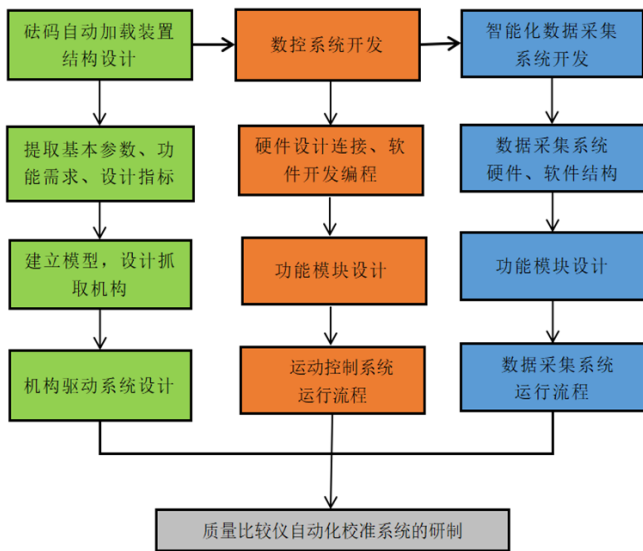 砝码自动加载装置
结构设计
数控系统开发
智能化数据采集
系统开发
提取基本参数、功
能需求、设计指标
硬件设计连接、软
件开发编程
数据采集系统
硬件、软件结构
建立模型，设计抓
取机构
功能模块设计
功能模块设计
机构驱动系统设计
运动控制系统
运行流程
数据采集系统
运行流程
质量比较仪自动化校准系统的研制